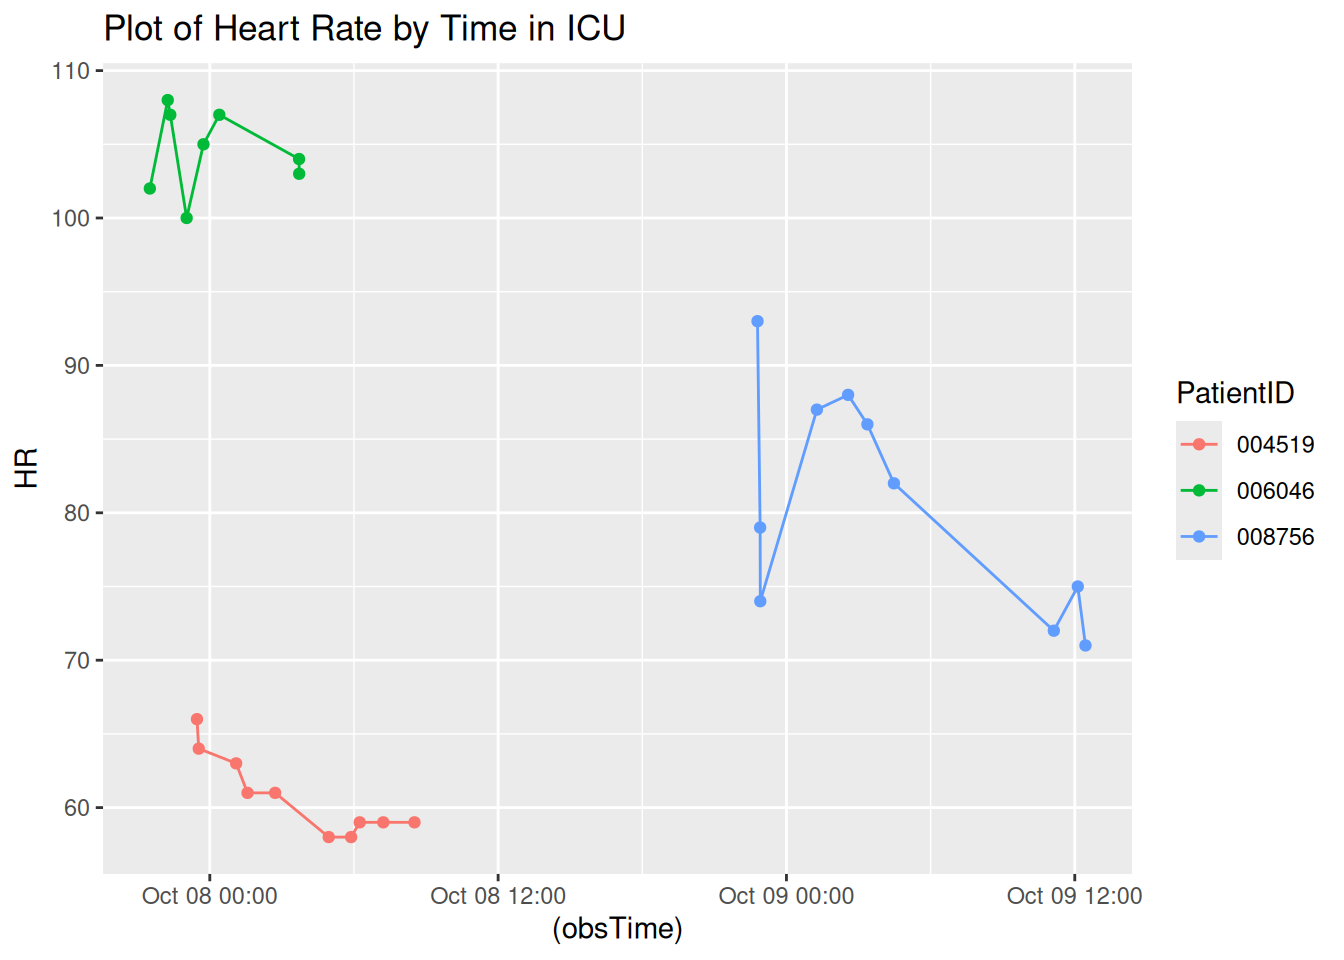 Plot of Heart Rate by Time in ICU
110
100
90
80
70
60
HR
Oct 08 00:00
Oct 08 12:00
Oct 09 00:00
Oct 09 12:00
(obsTime)
PatientID
004519
006046
008756